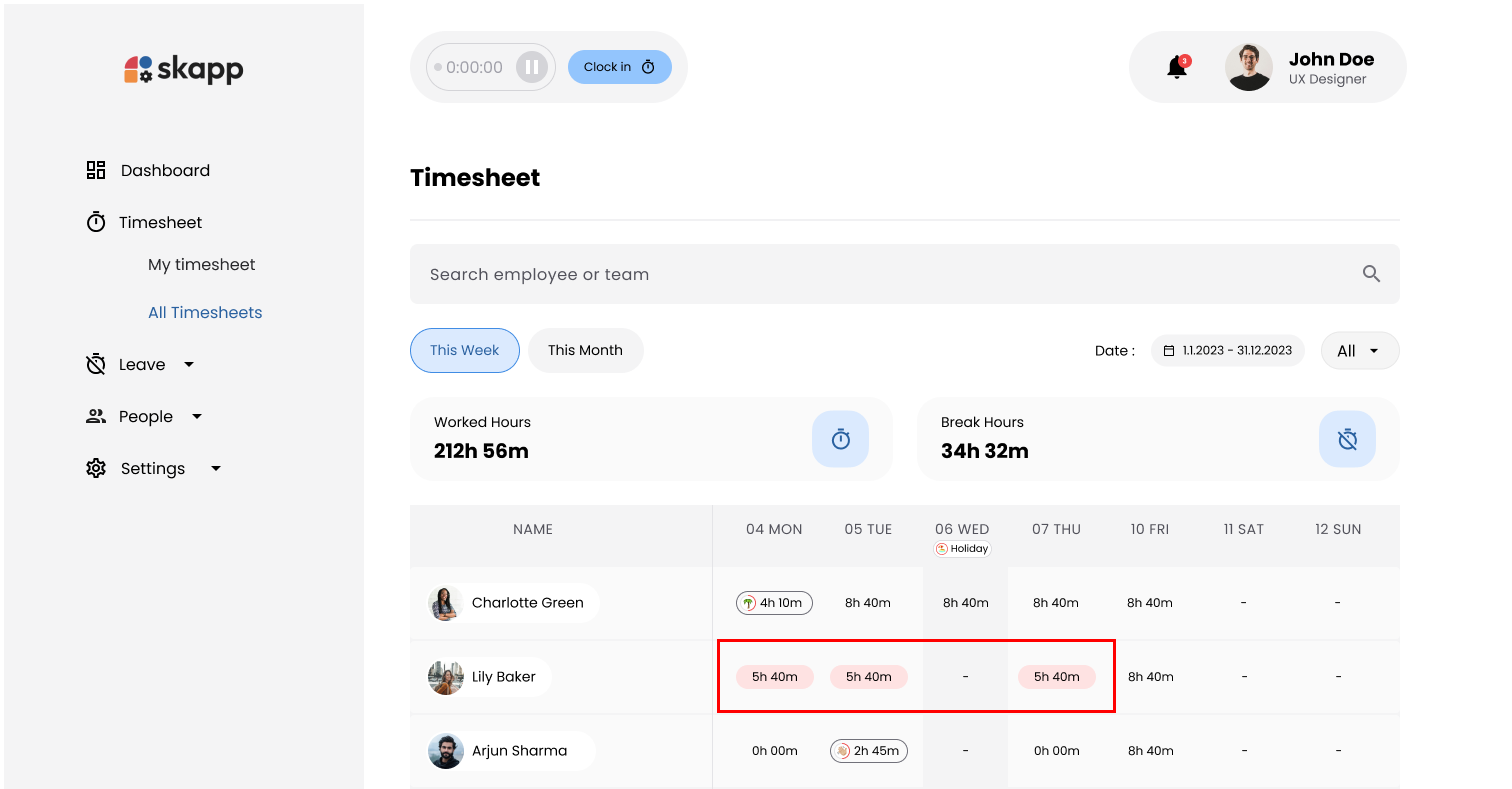 skapp
0:00:00 Clock in
3 John Doe
UX Designer
Dashboard
Timesheet
My timesheet
All Timesheets
Leave
People
Settings
Timesheet
Search employee or team
This Week This Month Date : 1.1.2023 - 31.12.2023 All
Worked Hours
212h 56m
Break Hours
34h 32m
NAME 04 MON 05 TUE 06 WED 07 THU 10 FRI 11 SAT 12 SUN
Holiday
Charlotte Green 4h 10m 8h 40m 8h 40m 8h 40m 8h 40m - -
Lily Baker 5h 40m 5h 40m - 5h 40m 8h 40m - -
Arjun Sharma 0h 00m 2h 45m - 0h 00m 8h 40m - -